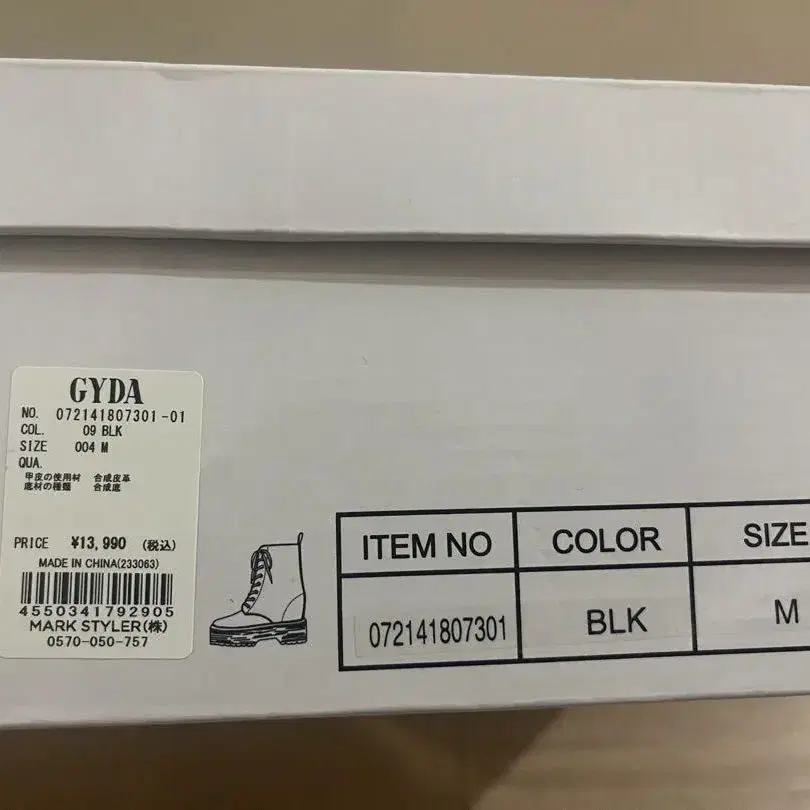 GYDA
NO. 072141807301-01
COL. 09 BLK
SIZE 004 M
QUA.
甲皮の使用材 合成皮革
底材の種類 合成底
PRICE ¥13,990 (税込)
MADE IN CHINA(233063)
4550341792905
MARK STYLER(株)
0570-050-757
ITEM NO COLOR SIZE
072141807301 BLK M